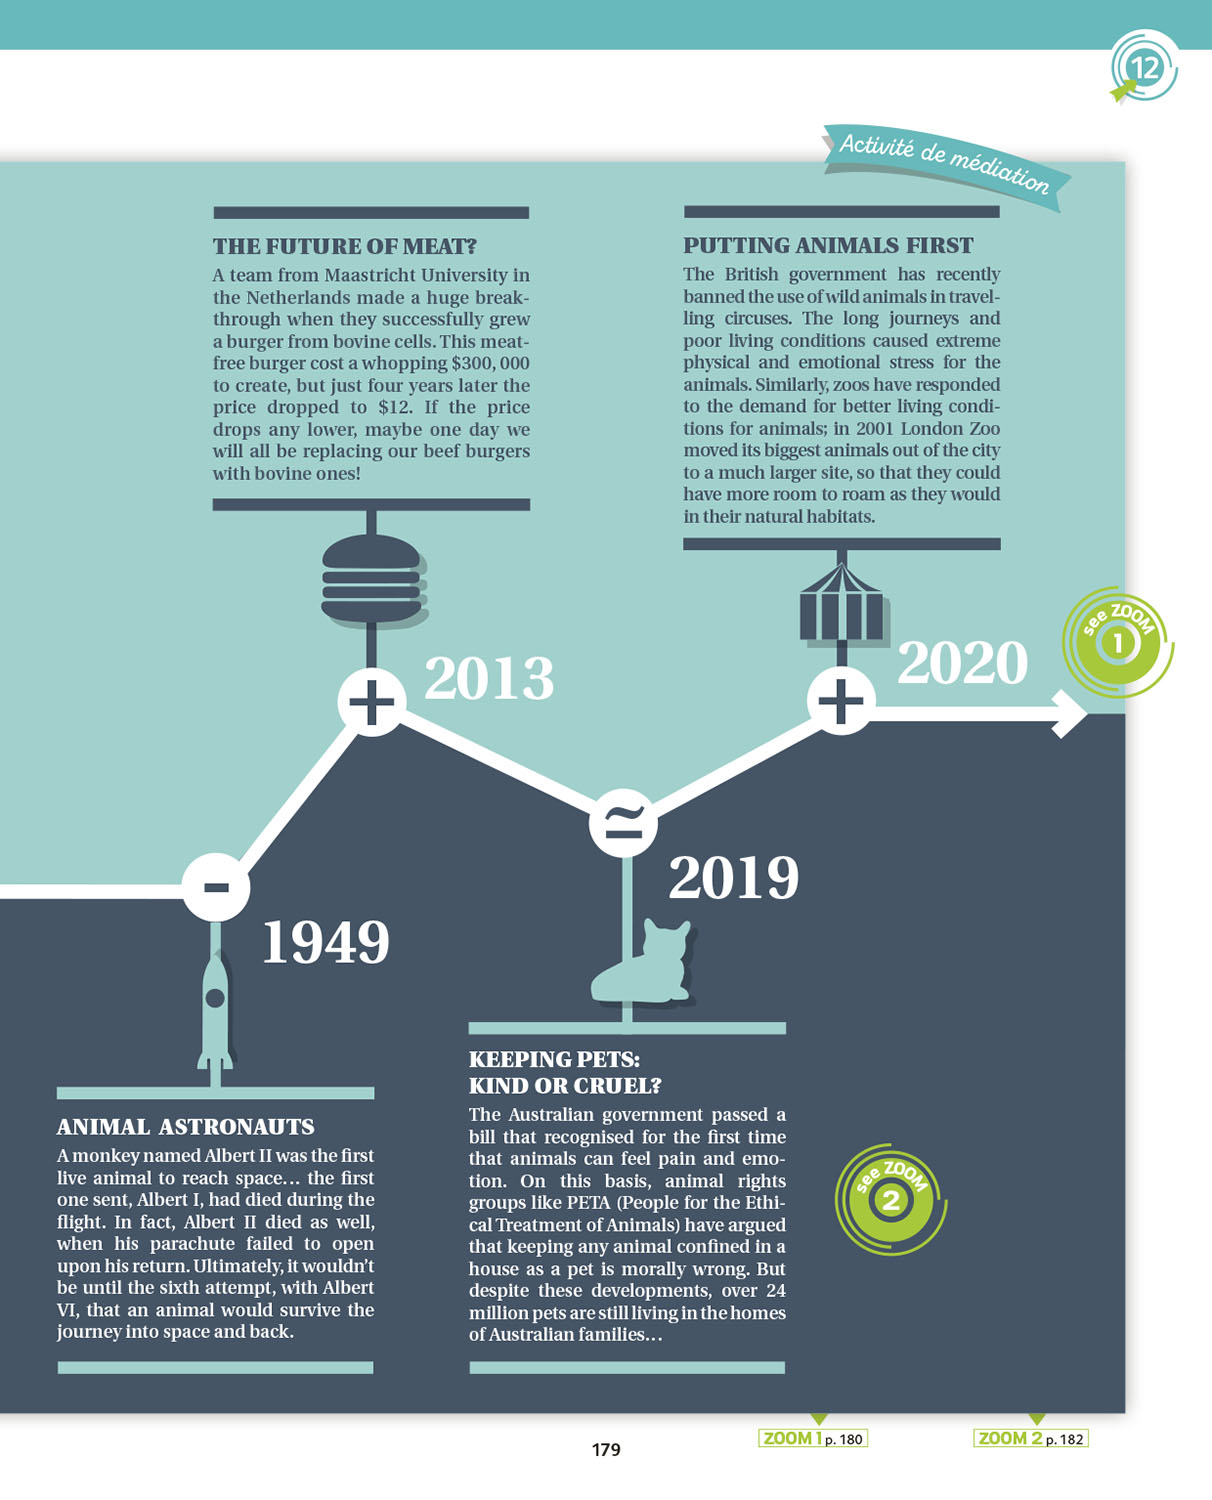 12
Activité de médiation
THE FUTURE OF MEAT?
A team from Maastricht University in
the Netherlands made a huge break-
through when they successfully grew
a burger from bovine cells. This meat-
free burger cost a whopping $300, 000
to create, but just four years later the
price dropped to $12. If the price
drops any lower, maybe one day we
will all be replacing our beef burgers
with bovine ones!
PUTTING ANIMALS FIRST
The British government has recently
banned the use of wild animals in travel-
ling circuses. The long journeys and
poor living conditions caused extreme
physical and emotional stress for the
animals. Similarly, zoos have responded
to the demand for better living condi-
tions for animals; in 2001 London Zoo
moved its biggest animals out of the city
to a much larger site, so that they could
have more room to roam as they would
in their natural habitats.
see ZOOM
1
+ 2013
+ 2020
≃ 2019
- 1949
ANIMAL ASTRONAUTS
A monkey named Albert II was the first
live animal to reach space... the first
one sent, Albert I, had died during the
flight. In fact, Albert II died as well,
when his parachute failed to open
upon his return. Ultimately, it wouldn't
be until the sixth attempt, with Albert
VI, that an animal would survive the
journey into space and back.
KEEPING PETS:
KIND OR CRUEL?
The Australian government passed a
bill that recognised for the first time
that animals can feel pain and emo-
tion. On this basis, animal rights
groups like PETA (People for the Ethi-
cal Treatment of Animals) have argued
that keeping any animal confined in a
house as a pet is morally wrong. But
despite these developments, over 24
million pets are still living in the homes
of Australian families...
see ZOOM
2
179
ZOOM 1 p. 180
ZOOM 2 p. 182